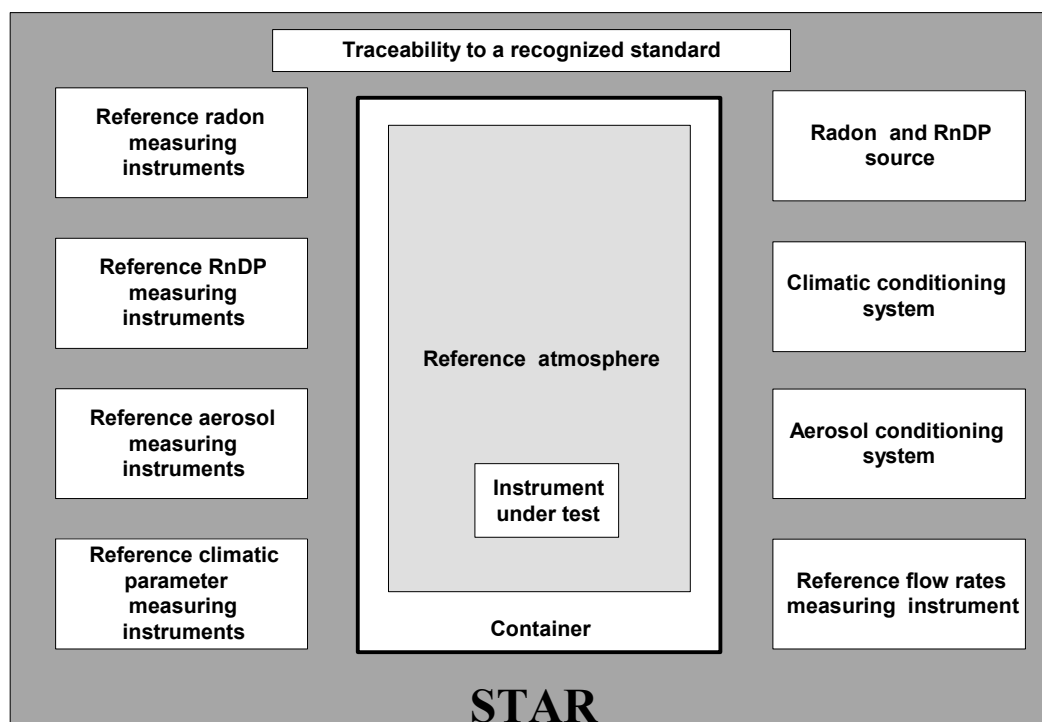 Traceability to a recognized standard
Reference radon
measuring
instruments
Reference RnDP
measuring
instruments
Reference aerosol
measuring
instruments
Reference climatic
parameter
measuring
instruments
Reference atmosphere
Instrument
under test
Container
Radon and RnDP
source
Climatic conditioning
system
Aerosol conditioning
system
Reference flow rates
measuring instrument
STAR